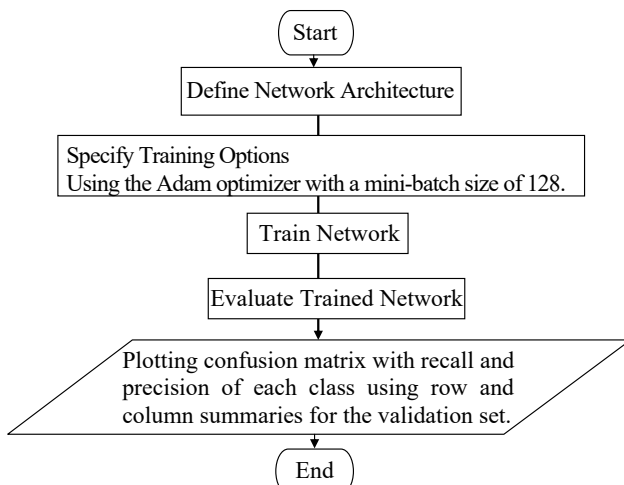 Start
Define Network Architecture
Specify Training Options
Using the Adam optimizer with a mini-batch size of 128.
Train Network
Evaluate Trained Network
Plotting confusion matrix with recall and
precision of each class using row and
column summaries for the validation set.
End